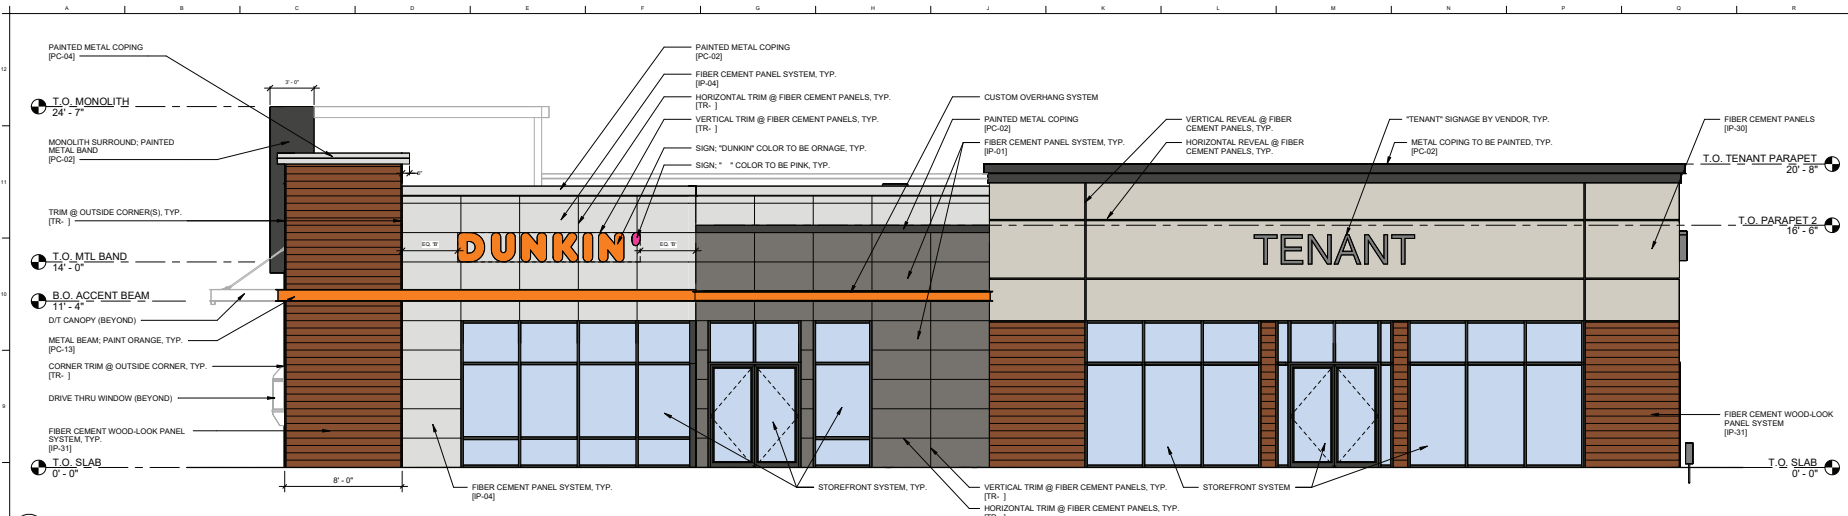 A B C D E F G H J K L M N P Q R
12
11
10
9
PAINTED METAL COPING
[PC-04]
3' - 0"
T.O. MONOLITH
24' - 7"
MONOLITH SURROUND; PAINTED
METAL BAND
[PC-02]
TRIM @ OUTSIDE CORNER(S), TYP.
[TR- ]
T.O. MTL BAND
14' - 0"
B.O. ACCENT BEAM
11' - 4"
D/T CANOPY (BEYOND)
METAL BEAM; PAINT ORANGE, TYP.
[PC-13]
CORNER TRIM @ OUTSIDE CORNER, TYP.
[TR- ]
DRIVE THRU WINDOW (BEYOND)
FIBER CEMENT WOOD-LOOK PANEL
SYSTEM, TYP.
[IP-31]
T.O. SLAB
0' - 0"
8' - 0"
PAINTED METAL COPING
[PC-02]
FIBER CEMENT PANEL SYSTEM, TYP.
[IP-04]
HORIZONTAL TRIM @ FIBER CEMENT PANELS, TYP.
[TR- ]
VERTICAL TRIM @ FIBER CEMENT PANELS, TYP.
[TR- ]
SIGN; "DUNKIN" COLOR TO BE ORNAGE, TYP.
SIGN; " ' " COLOR TO BE PINK, TYP.
EQ. 'B'
DUNKIN'
EQ. 'B'
CUSTOM OVERHANG SYSTEM
PAINTED METAL COPING
[PC-02]
FIBER CEMENT PANEL SYSTEM, TYP.
[IP-01]
VERTICAL REVEAL @ FIBER
CEMENT PANELS, TYP.
HORIZONTAL REVEAL @ FIBER
CEMENT PANELS, TYP.
"TENANT" SIGNAGE BY VENDOR, TYP.
METAL COPING TO BE PAINTED, TYP.
[PC-02]
FIBER CEMENT PANELS
[IP-30]
T.O. TENANT PARAPET
20' - 8"
T.O. PARAPET 2
16' - 6"
TENANT
FIBER CEMENT WOOD-LOOK
PANEL SYSTEM
[IP-31]
T.O. SLAB
0' - 0"
FIBER CEMENT PANEL SYSTEM, TYP.
[IP-04]
STOREFRONT SYSTEM, TYP.
VERTICAL TRIM @ FIBER CEMENT PANELS, TYP.
[TR- ]
HORIZONTAL TRIM @ FIBER CEMENT PANELS, TYP.
STOREFRONT SYSTEM